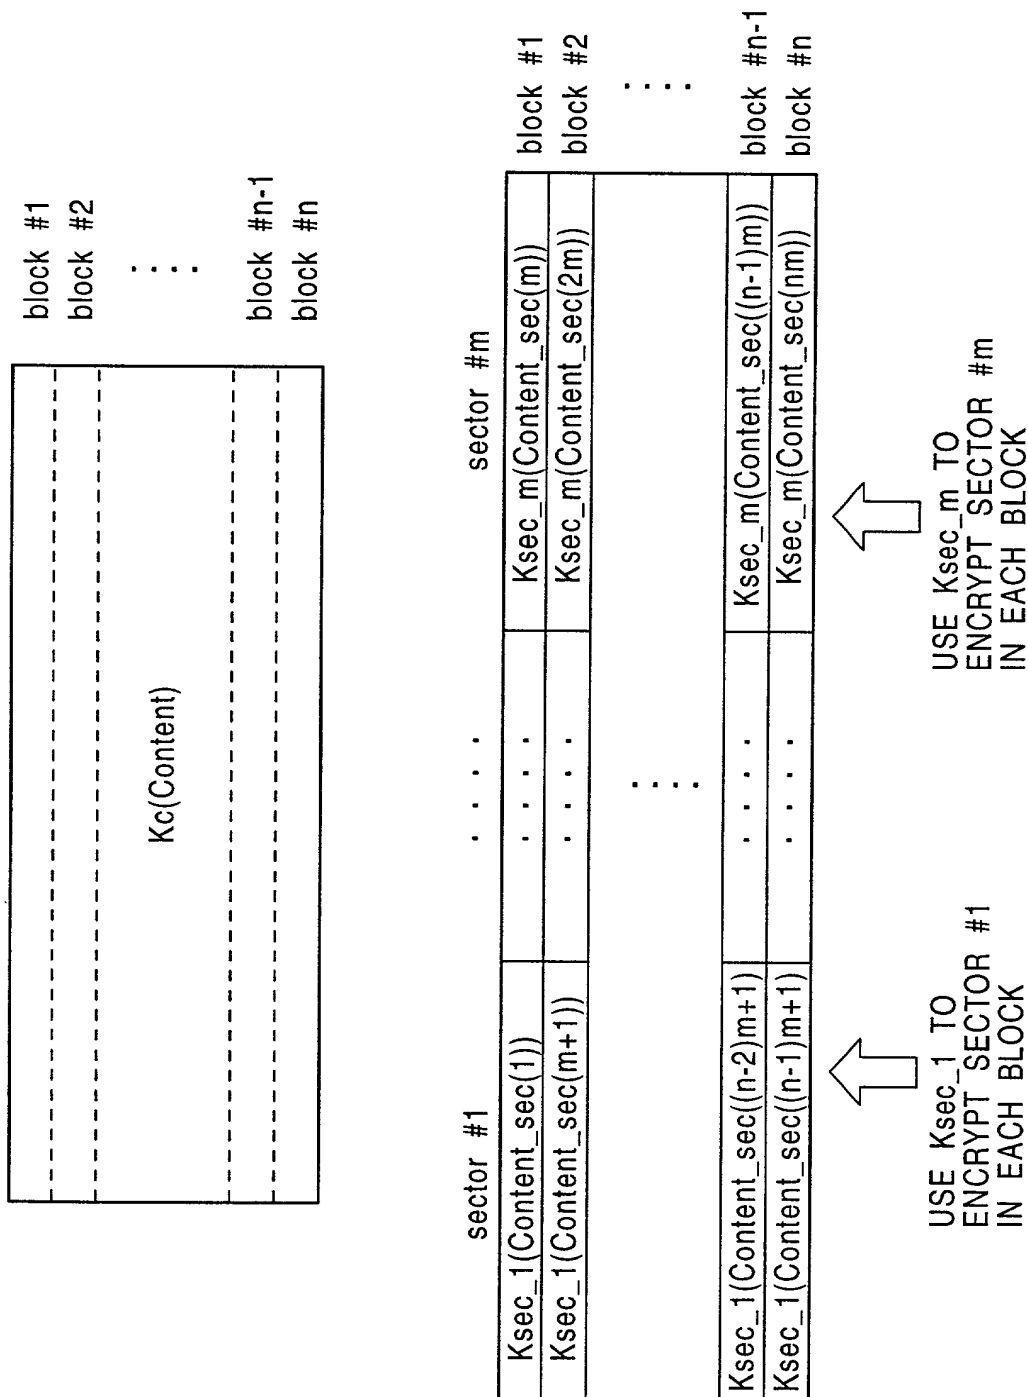 block #1
block #2
. . . .
Kc(Content)
block #n-1
block #n
sector #1
. . . .
sector #m
Ksec_1(Content_sec(1))
. . . .
Ksec_m(Content_sec(m))
block #1
Ksec_1(Content_sec(m+1))
. . . .
Ksec_m(Content_sec(2m))
block #2
. . . .
. . . .
Ksec_1(Content_sec((n-2)m+1)
. . . .
Ksec_m(Content_sec((n-1)m))
block #n-1
Ksec_1(Content_sec((n-1)m+1)
. . . .
Ksec_m(Content_sec(nm))
block #n
USE Ksec_1 TO
ENCRYPT SECTOR #1
IN EACH BLOCK
USE Ksec_m TO
ENCRYPT SECTOR #m
IN EACH BLOCK